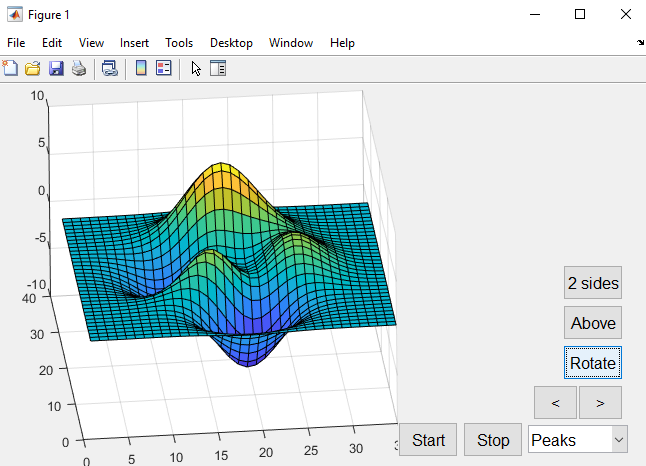 Figure 1
File Edit View Insert Tools Desktop Window Help
10
5
0
-5
-10
40
30
20
10
0
0 5 10 15 20 25 30
2 sides
Above
Rotate
< >
Start Stop Peaks